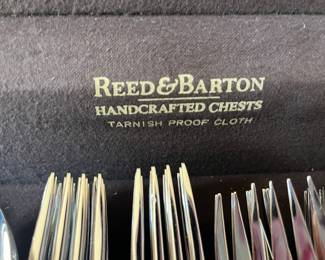 REED & BARTON
HANDCRAFTED CHESTS
TARNISH PROOF CLOTH